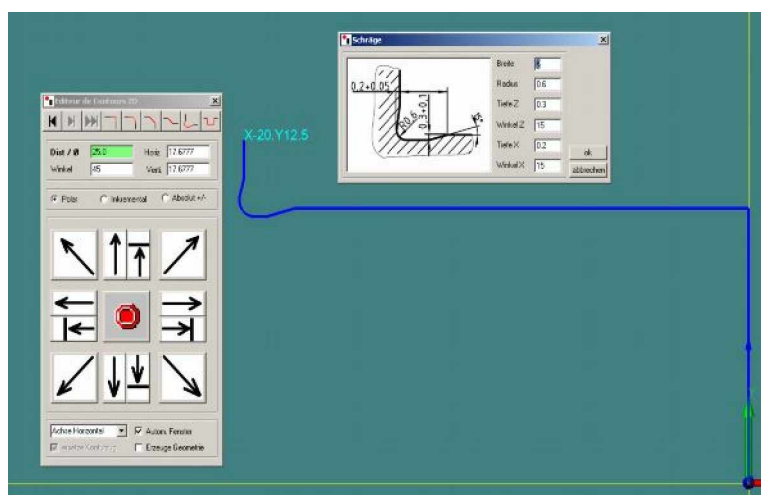 Schräge
Breite
Radius 0.6
Tiefe Z 0.3
Winkel Z 15
Tiefe X 0.2
Winkel X 15
ok
abbrechen
0.2+0.05
R0.6
0.3+0.1
Editeur de Contours 2D
Dist / Ø 25.0 Horiz 17.6777
Winkel 45 Vert. 17.6777
Polar Inkremental Absolut +/-
X-20.Y12.5
Achse Horizontal Autom. Fenster
Erzeuge Geometrie